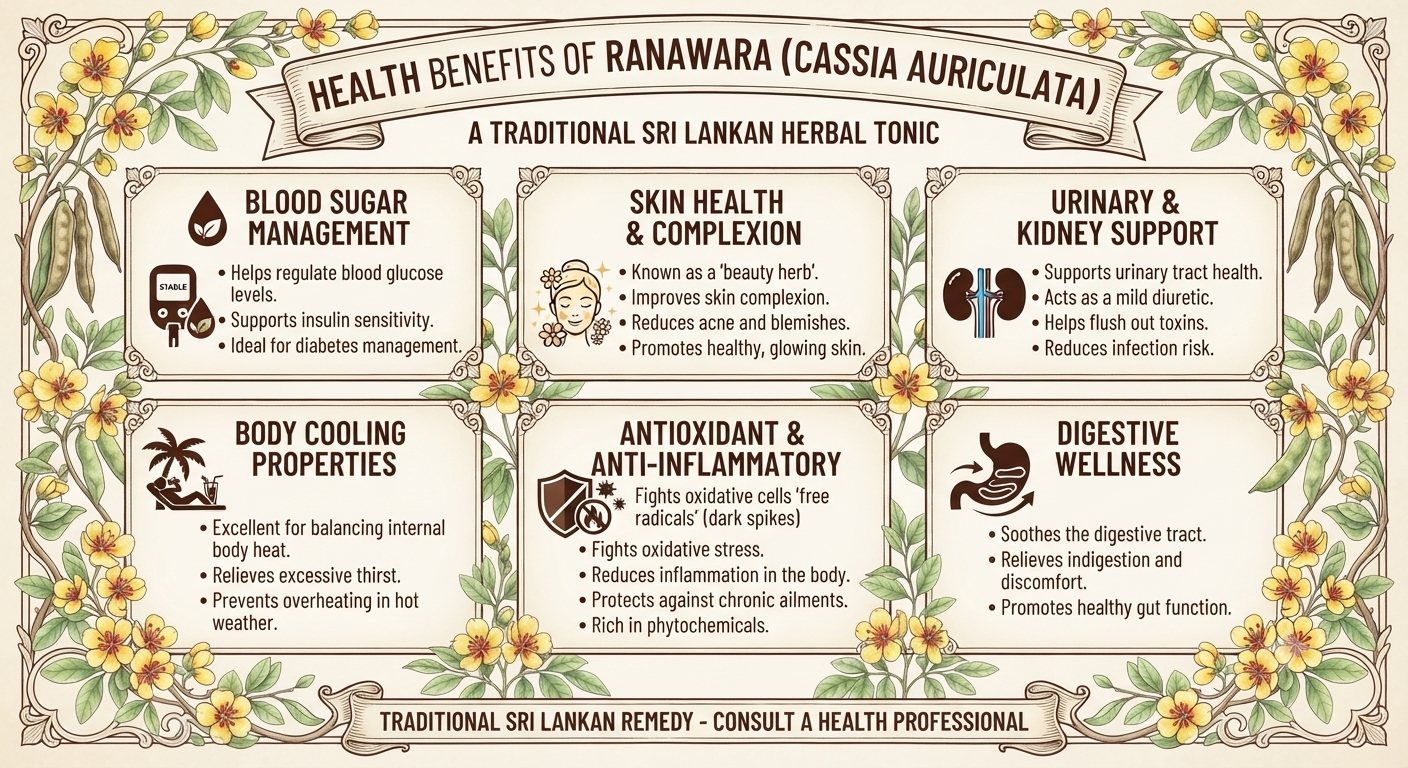 HEALTH BENEFITS OF RANAWARA (CASSIA AURICULATA)
A TRADITIONAL SRI LANKAN HERBAL TONIC
BLOOD SUGAR
MANAGEMENT
STABLE
• Helps regulate blood glucose
levels.
• Supports insulin sensitivity.
• Ideal for diabetes management.
SKIN HEALTH
& COMPLEXION
• Known as a 'beauty herb'.
• Improves skin complexion.
• Reduces acne and blemishes.
• Promotes healthy, glowing skin.
URINARY &
KIDNEY SUPPORT
• Supports urinary tract health.
• Acts as a mild diuretic.
• Helps flush out toxins.
• Reduces infection risk.
BODY COOLING
PROPERTIES
• Excellent for balancing internal
body heat.
• Relieves excessive thirst.
• Prevents overheating in hot
weather.
ANTIOXIDANT &
ANTI-INFLAMMATORY
Fights oxidative cells 'free
radicals' (dark spikes)
• Fights oxidative stress.
• Reduces inflammation in the body.
• Protects against chronic ailments.
• Rich in phytochemicals.
DIGESTIVE
WELLNESS
• Soothes the digestive tract.
• Relieves indigestion and
discomfort.
• Promotes healthy gut function.
TRADITIONAL SRI LANKAN REMEDY - CONSULT A HEALTH PROFESSIONAL